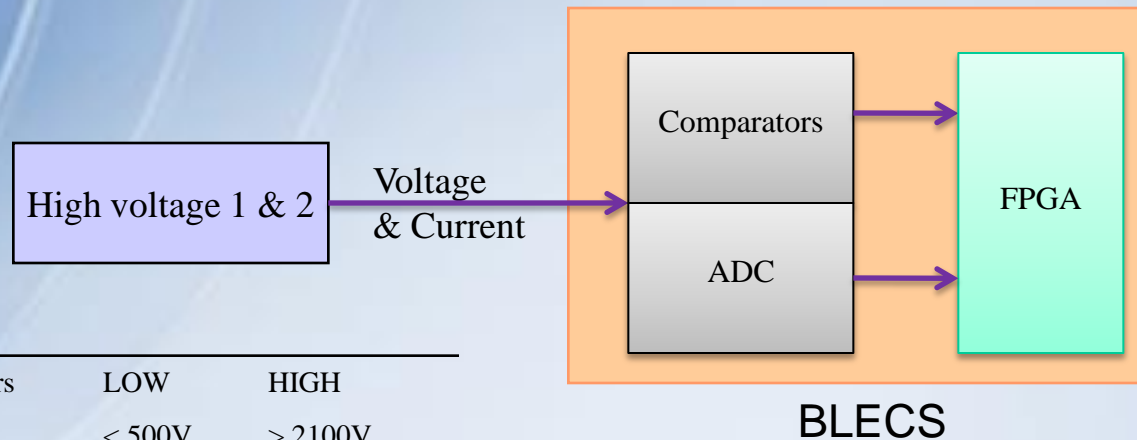 Comparators
High voltage 1 & 2
Voltage
& Current
FPGA
ADC
LOW HIGH
< 500V > 2100V
BLECS